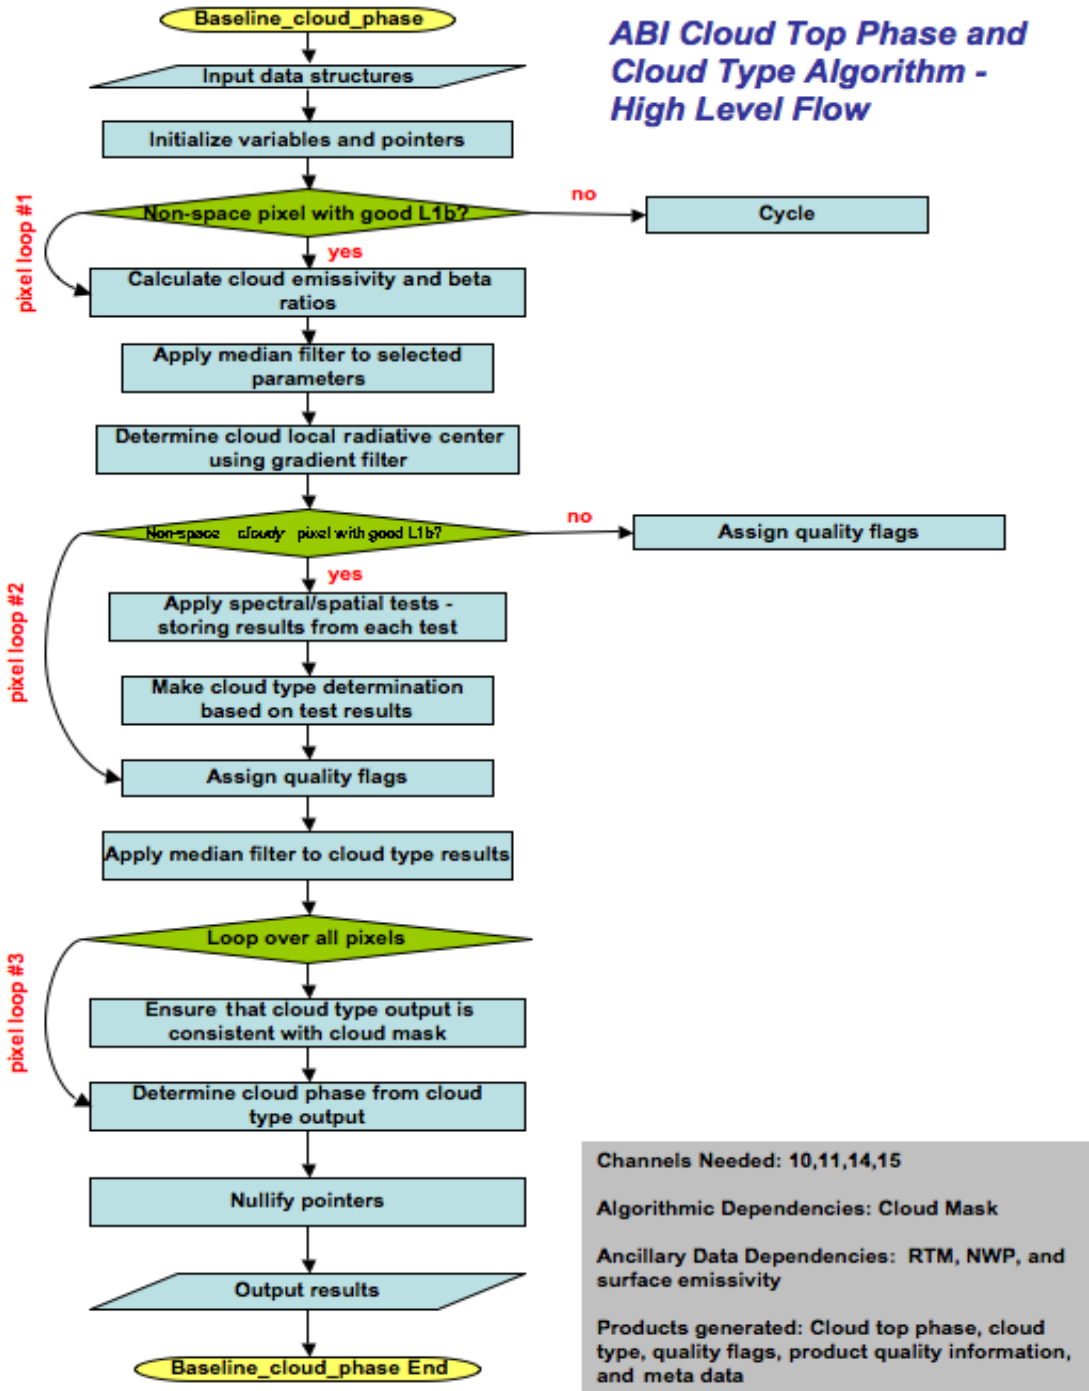 Baseline_cloud_phase
ABI Cloud Top Phase and
Cloud Type Algorithm -
High Level Flow
Input data structures
Initialize variables and pointers
pixel loop #1
Non-space pixel with good L1b?
no
Cycle
yes
Calculate cloud emissivity and beta
ratios
Apply median filter to selected
parameters
Determine cloud local radiative center
using gradient filter
pixel loop #2
Non-space cloudy pixel with good L1b?
no
Assign quality flags
yes
Apply spectral/spatial tests -
storing results from each test
Make cloud type determination
based on test results
Assign quality flags
Apply median filter to cloud type results
pixel loop #3
Loop over all pixels
Ensure that cloud type output is
consistent with cloud mask
Determine cloud phase from cloud
type output
Nullify pointers
Output results
Baseline_cloud_phase End
Channels Needed: 10,11,14,15
Algorithmic Dependencies: Cloud Mask
Ancillary Data Dependencies: RTM, NWP, and
surface emissivity
Products generated: Cloud top phase, cloud
type, quality flags, product quality information,
and meta data